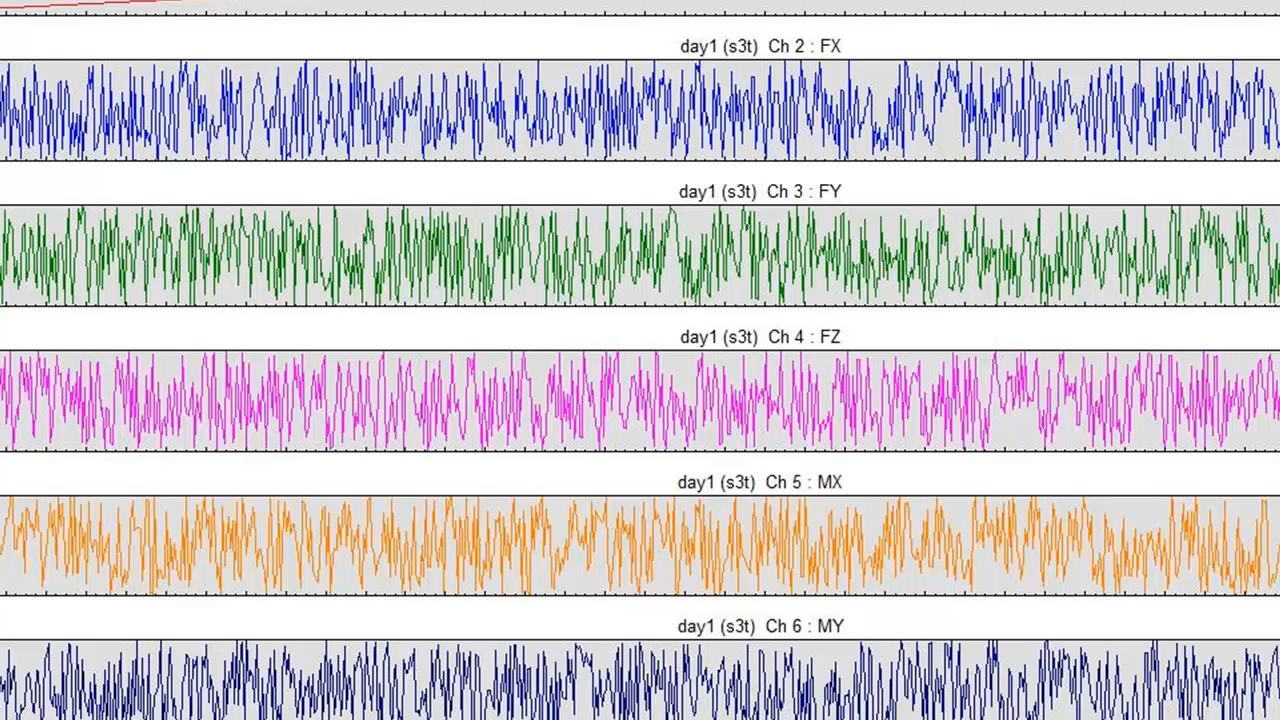 day1 (s3t)  Ch 2 : FX
day1 (s3t)  Ch 3 : FY
day1 (s3t)  Ch 4 : FZ
day1 (s3t)  Ch 5 : MX
day1 (s3t)  Ch 6 : MY